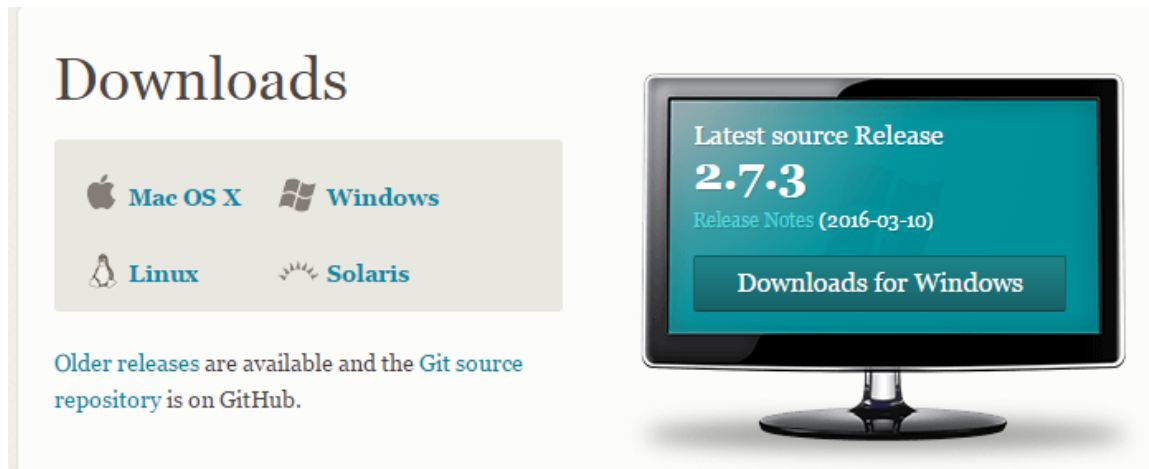 Downloads
Mac OS X
Windows
Linux
Solaris
Older releases are available and the Git source
repository is on GitHub.
Latest source Release
2.7.3
Release Notes (2016-03-10)
Downloads for Windows